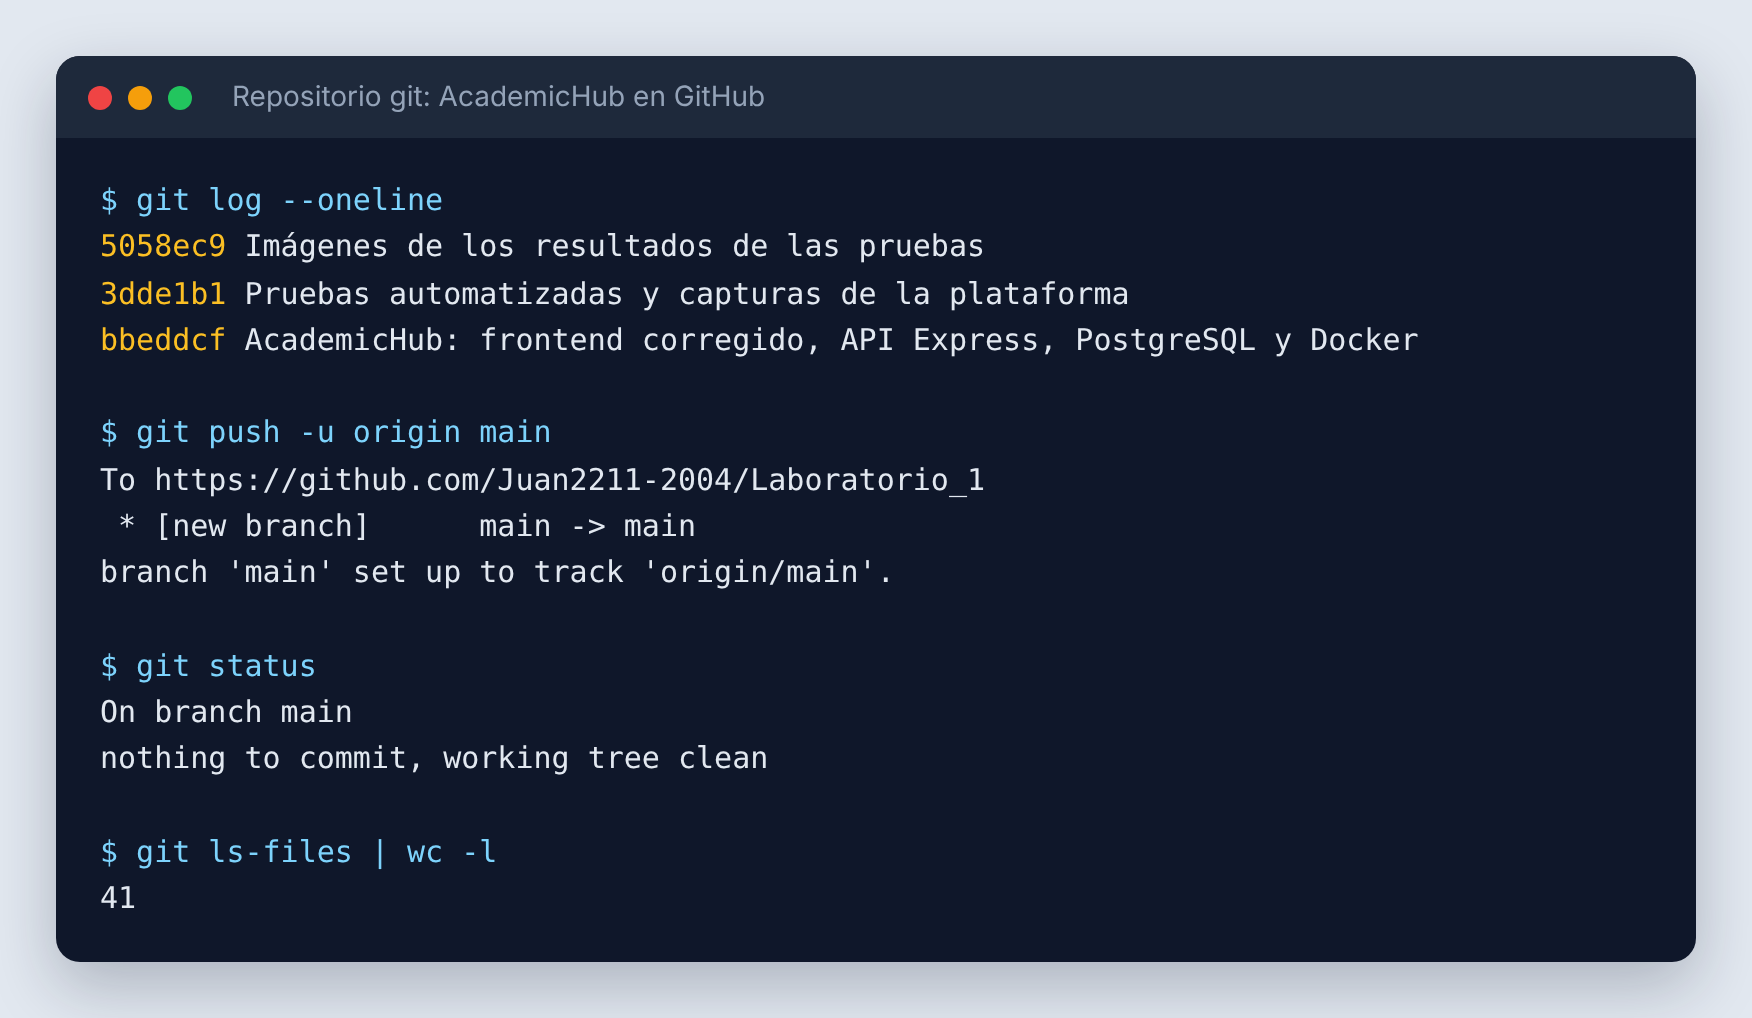 Repositorio git: AcademicHub en GitHub
$ git log --oneline
5058ec9 Imágenes de los resultados de las pruebas
3dde1b1 Pruebas automatizadas y capturas de la plataforma
bbeddcf AcademicHub: frontend corregido, API Express, PostgreSQL y Docker
$ git push -u origin main
To https://github.com/Juan2211-2004/Laboratorio_1
 * [new branch]      main -> main
branch 'main' set up to track 'origin/main'.
$ git status
On branch main
nothing to commit, working tree clean
$ git ls-files | wc -l
41